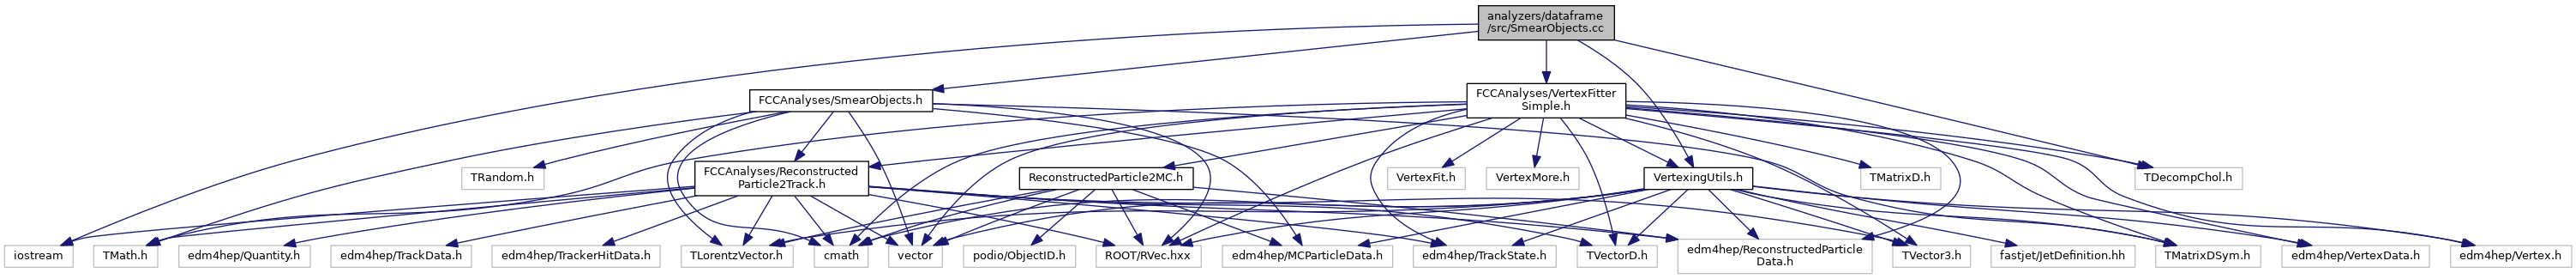 analyzers/dataframe
/src/SmearObjects.cc
FCCAnalyses/SmearObjects.h
FCCAnalyses/VertexFitter
Simple.h
TRandom.h
FCCAnalyses/Reconstructed
Particle2Track.h
ReconstructedParticle2MC.h
VertexFit.h
VertexMore.h
VertexingUtils.h
TMatrixD.h
TDecompChol.h
iostream
TMath.h
edm4hep/Quantity.h
edm4hep/TrackData.h
edm4hep/TrackerHitData.h
TLorentzVector.h
cmath
vector
podio/ObjectID.h
ROOT/RVec.hxx
edm4hep/MCParticleData.h
edm4hep/TrackState.h
TVectorD.h
edm4hep/ReconstructedParticle
Data.h
TVector3.h
fastjet/JetDefinition.hh
TMatrixDSym.h
edm4hep/VertexData.h
edm4hep/Vertex.h